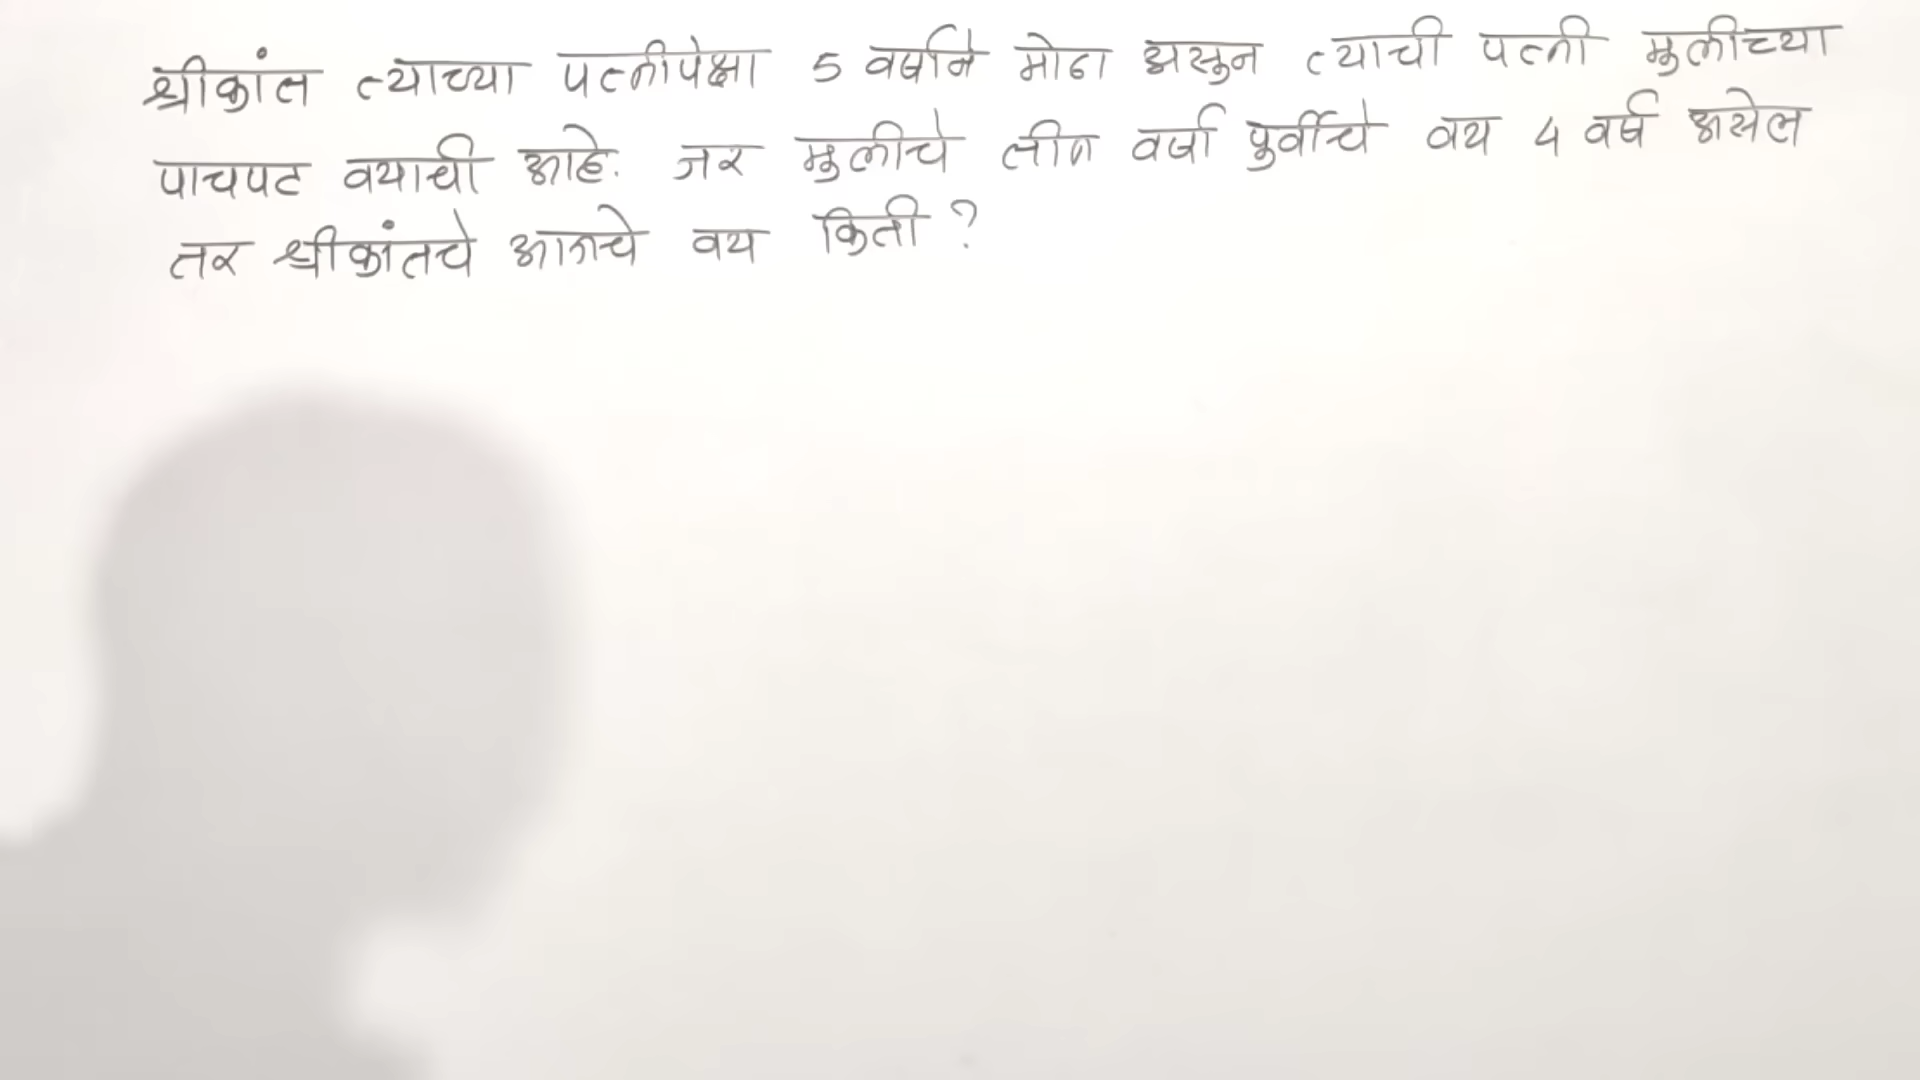 श्रीकांत त्याच्या पत्नीपेक्षा 5 वर्षाने मोठा असुन त्याची पत्नी मुलीच्या
पाचपट वयाची आहे. जर मुलीचे तीन वर्षा पुर्वीचे वय 4 वर्ष असेल
तर श्रीकांतचे आजचे वय किती ?